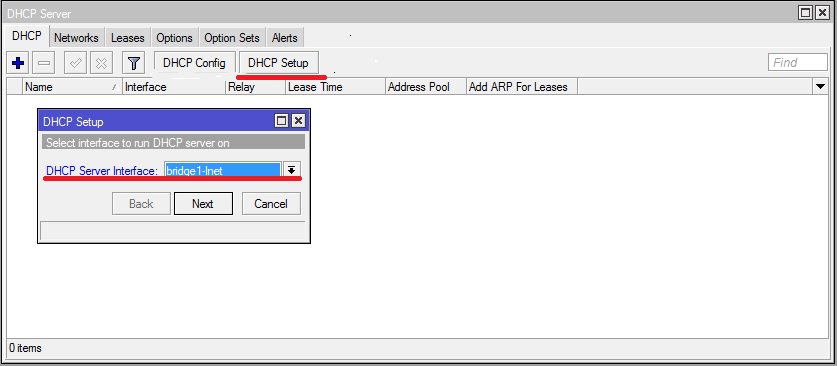 DHCP Server
DHCP Networks Leases Options Option Sets Alerts
DHCP Config DHCP Setup Find
Name / Interface Relay Lease Time Address Pool Add ARP For Leases
DHCP Setup
Select interface to run DHCP server on
DHCP Server Interface: bridge1-Inet
Back Next Cancel
0 items